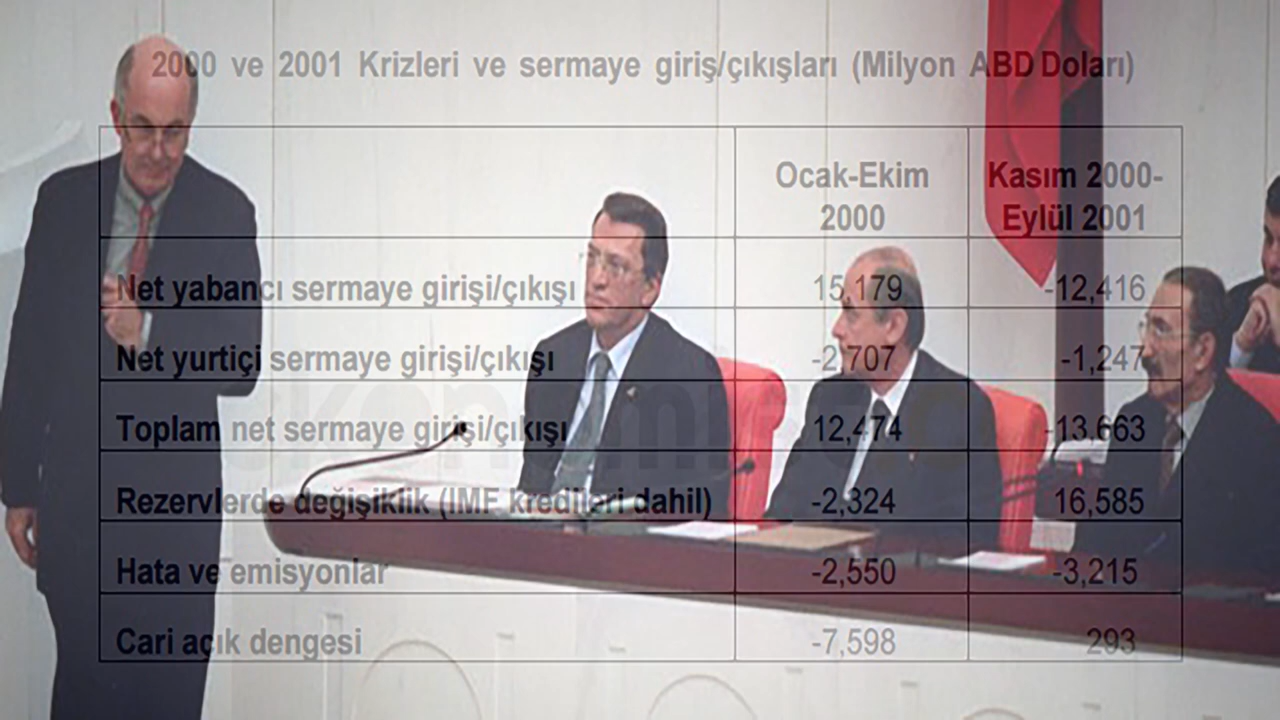 2000 ve 2001 Krizleri ve sermaye giriş/çıkışları (Milyon ABD Doları)
Ocak-Ekim 2000 Kasım 2000-Eylül 2001
Net yabancı sermaye girişi/çıkışı 15,179 -12,416
Net yurtiçi sermaye girişi/çıkışı -2,707 -1,247
Toplam net sermaye girişi/çıkışı 12,474 -13,663
Rezervlerde değişiklik (IMF kredileri dahil) -2,324 16,585
Hata ve emisyonlar -2,550 -3,215
Cari açık dengesi -7,598 293